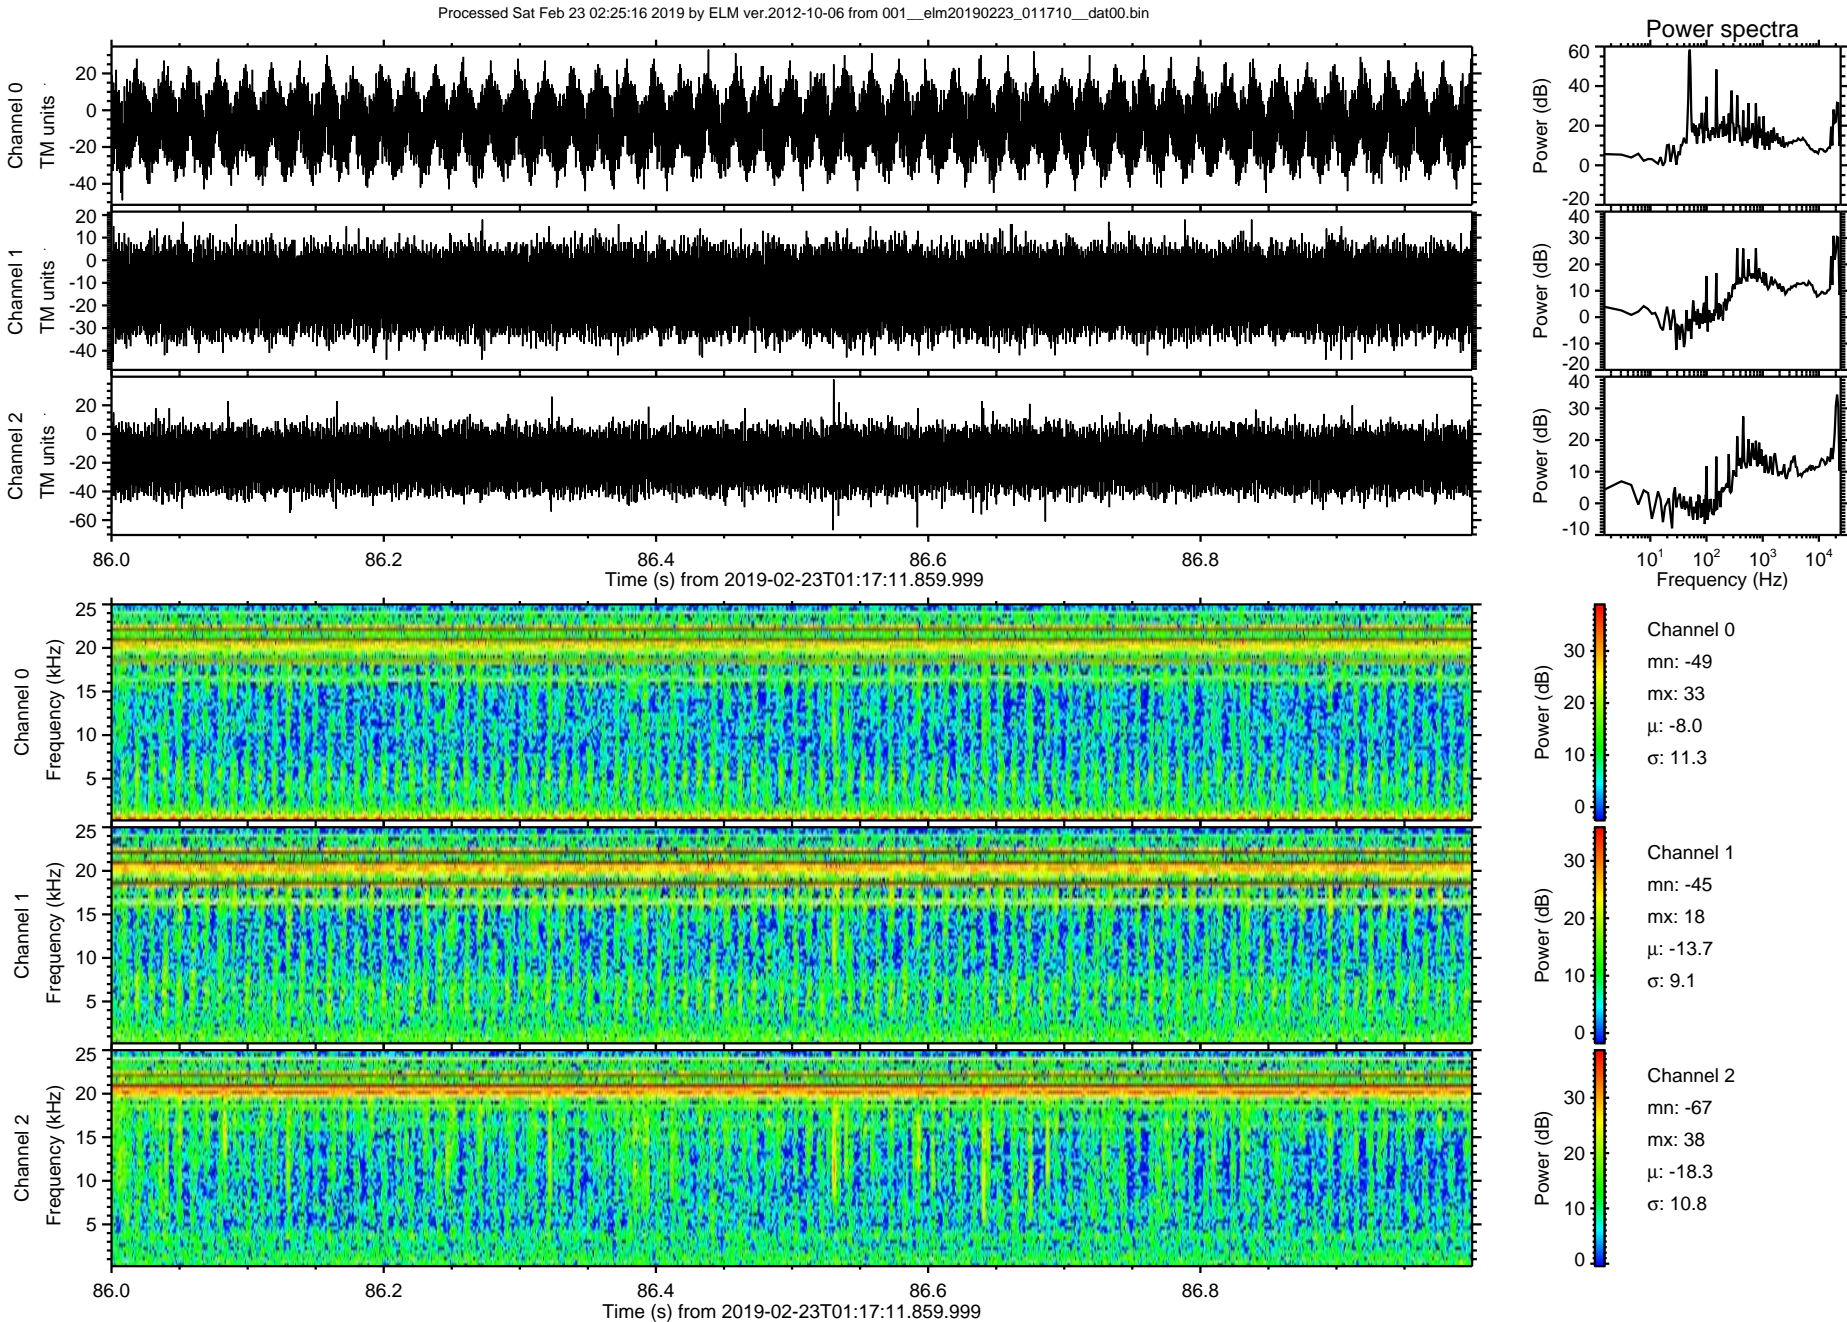 Processed Sat Feb 23 02:25:16 2019 by ELM ver.2012-10-06 from 001__elm20190223_011710__dat00.bin
Power spectra
Channel 0
TM units
20
0
-20
-40
Power (dB)
60
40
20
0
-20
Channel 1
TM units
20
10
0
-10
-20
-30
-40
Power (dB)
40
30
20
10
0
-10
-20
Channel 2
TM units
20
0
-20
-40
-60
Power (dB)
40
30
20
10
0
-10
86.0 86.2 86.4 86.6 86.8
Time (s) from 2019-02-23T01:17:11.859.999
10^1 10^2 10^3 10^4
Frequency (Hz)
Channel 0
Frequency (kHz)
25
20
15
10
5
Power (dB)
30
20
10
0
Channel 0
mn: -49
mx: 33
μ: -8.0
σ: 11.3
Channel 1
Frequency (kHz)
25
20
15
10
5
Power (dB)
30
20
10
0
Channel 1
mn: -45
mx: 18
μ: -13.7
σ: 9.1
Channel 2
Frequency (kHz)
25
20
15
10
5
Power (dB)
30
20
10
0
Channel 2
mn: -67
mx: 38
μ: -18.3
σ: 10.8
86.0 86.2 86.4 86.6 86.8
Time (s) from 2019-02-23T01:17:11.859.999